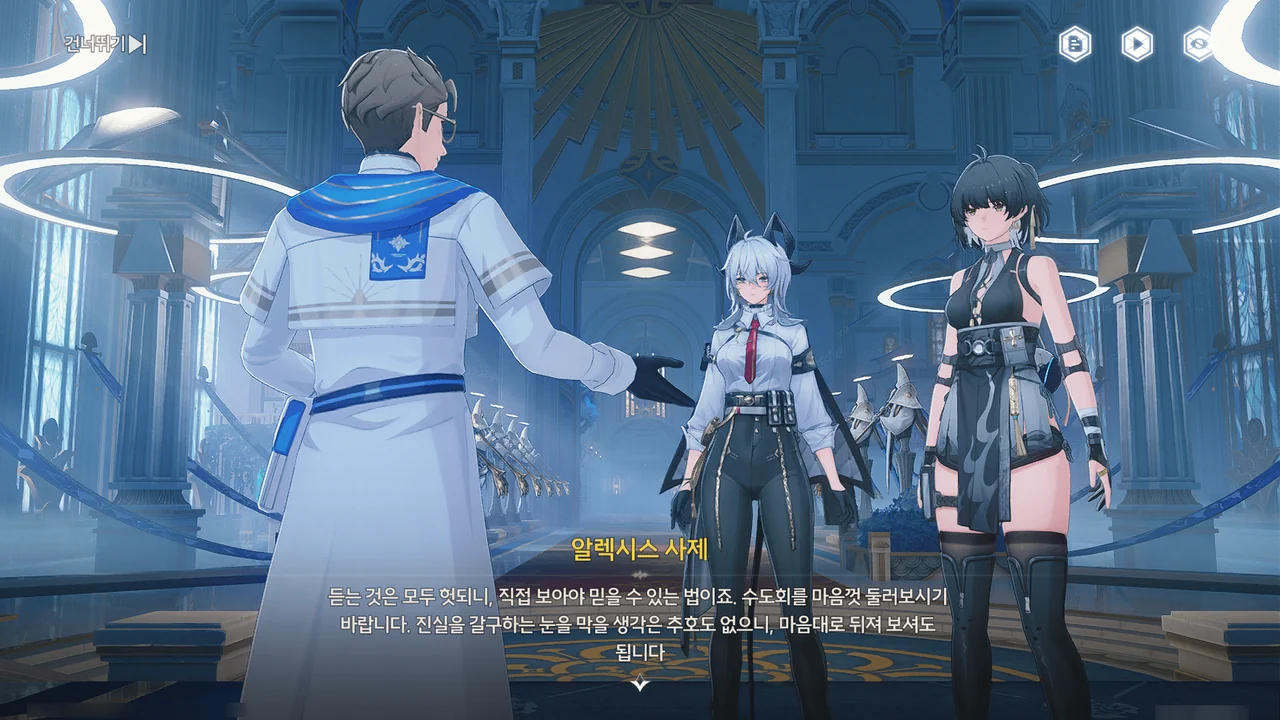 건너뛰기
알렉시스 사제
듣는 것은 모두 헛되니, 직접 보아야 믿을 수 있는 법이죠. 수도회를 마음껏 둘러보시기
바랍니다. 진실을 갈구하는 눈을 막을 생각은 추호도 없으니, 마음대로 뒤져 보셔도
됩니다